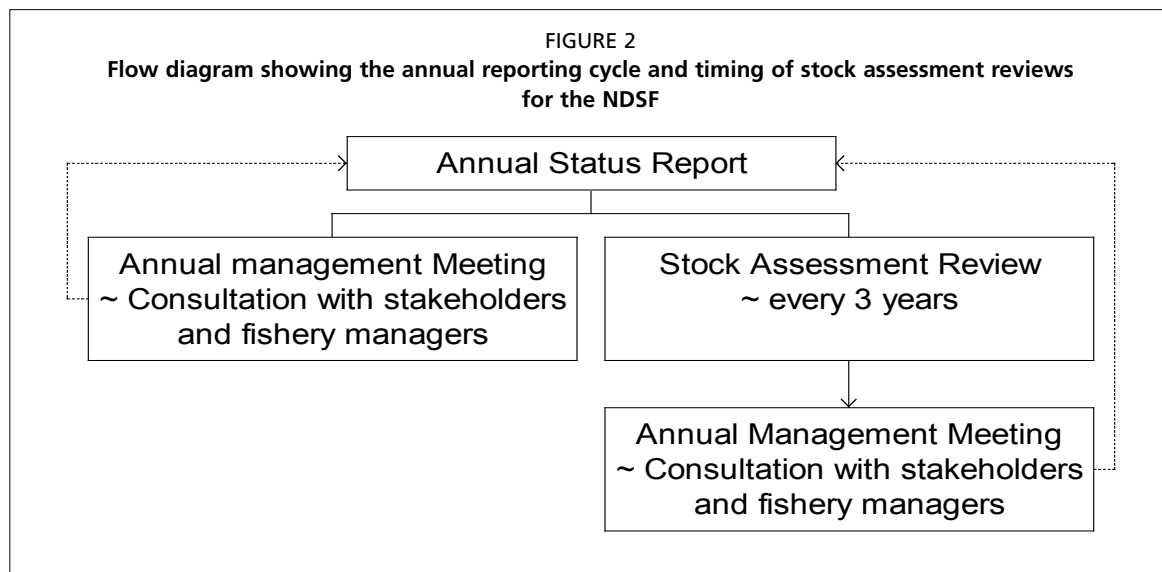 FIGURE 2
Flow diagram showing the annual reporting cycle and timing of stock assessment reviews
for the NDSF
Annual Status Report
Annual management Meeting
~ Consultation with stakeholders
and fishery managers
Stock Assessment Review
~ every 3 years
Annual Management Meeting
~ Consultation with stakeholders
and fishery managers